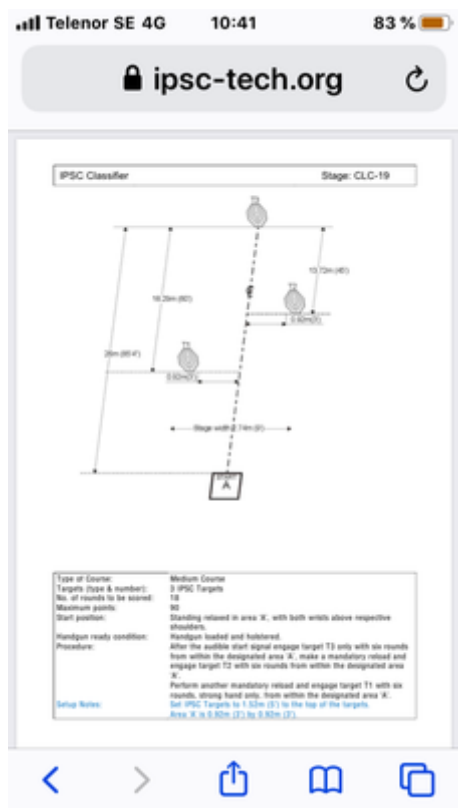 Telenor SE 4G 10:41 83 %
ipsc-tech.org
IPSC Classifier Stage: CLC-19
T3
13.72m (45')
18.29m (60')
T2
0.92m(3')
T1
26m (85'4")
0.92m(3')
Stage width 2.74m (9')
START
A
Type of Course: Medium Course
Targets (type & number): 3 IPSC Targets
No. of rounds to be scored: 18
Maximum points: 90
Start position: Standing relaxed in area 'A', with both wrists above respective
shoulders.
Handgun ready condition: Handgun loaded and holstered.
Procedure: After the audible start signal engage target T3 only with six rounds
from within the designated area 'A', make a mandatory reload and
engage target T2 with six rounds from within the designated area
'A'.
Perform another mandatory reload and engage target T1 with six
rounds, strong hand only, from within the designated area 'A'.
Setup Notes: Set IPSC Targets to 1.52m (5') to the top of the targets.
Area 'A' is 0.92m (3') by 0.92m (3').